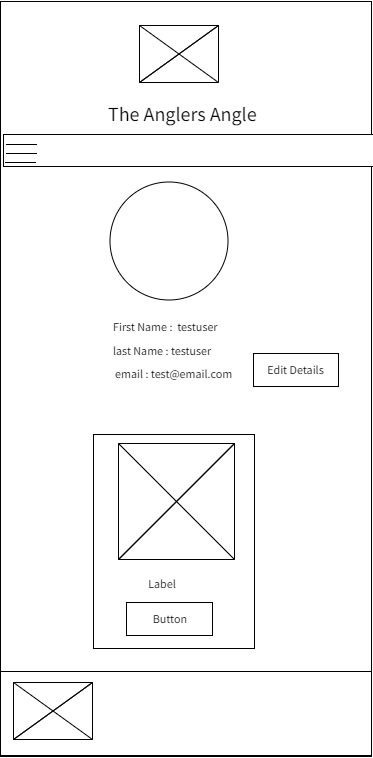 The Anglers Angle
First Name : testuser
last Name : testuser
email : test@email.com
Edit Details
Label
Button